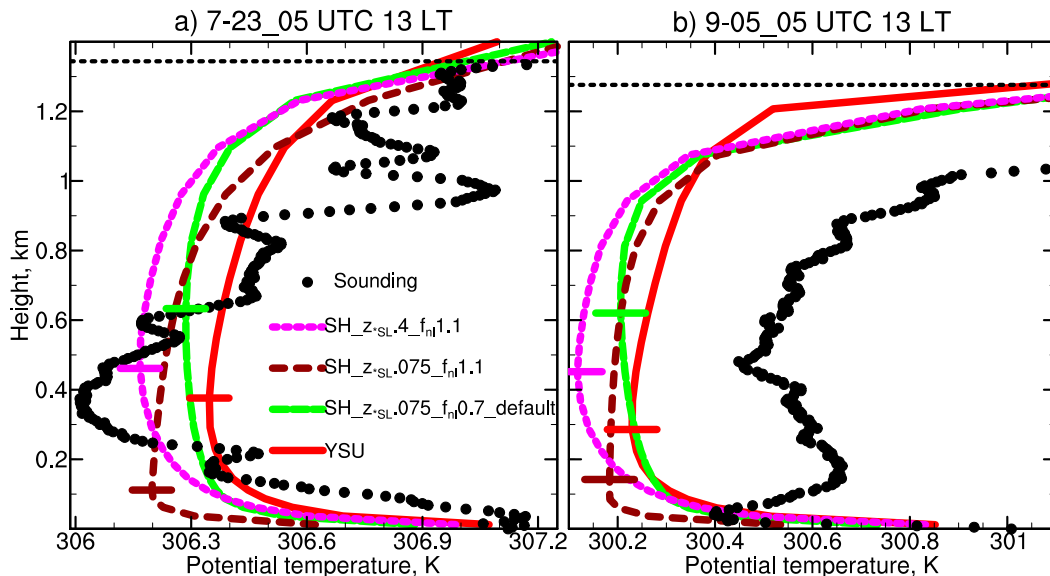 a) 7-23_05 UTC 13 LT
b) 9-05_05 UTC 13 LT
Height, km
1.2
1
0.8
0.6
0.4
0.2
Sounding
SH_z*SL.4_fnl1.1
SH_z*SL.075_fnl1.1
SH_z*SL.075_fnl0.7_default
YSU
306 306.3 306.6 306.9 307.2
300.2 300.4 300.6 300.8 301
Potential temperature, K
Potential temperature, K